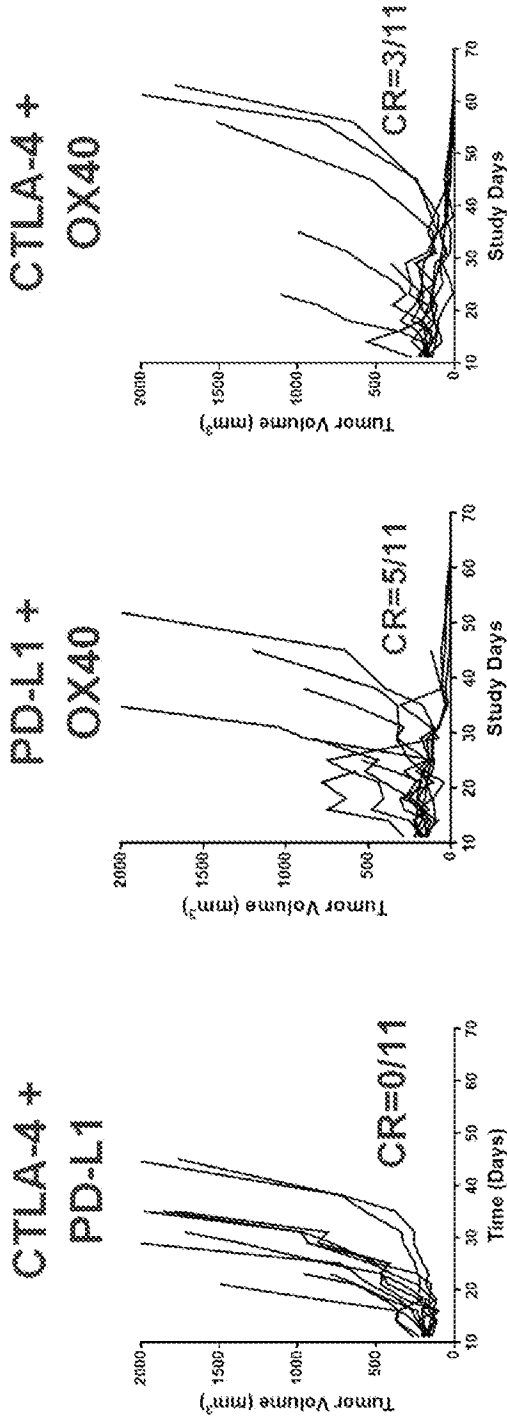 CTLA-4 +
PD-L1
CR=0/11
Tumor Volume (mm³)
2000
1500
1000
500
0
10
20
30
40
50
60
70
Time (Days)
PD-L1 +
OX40
CR=5/11
Tumor Volume (mm³)
2000
1500
1000
500
0
10
20
30
40
50
60
70
Study Days
CTLA-4 +
OX40
CR=3/11
Tumor Volume (mm³)
2000
1500
1000
500
0
10
20
30
40
50
60
70
Study Days